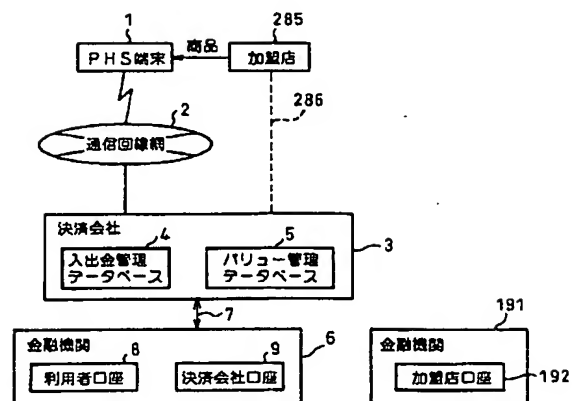 1
285
PHS端末
商品
加盟店
286
2
通信回線網
決済会社
4
5
3
入出金管理
データベース
バリュー管理
データベース
7
191
金融機関
8
9
6
利用者口座
決済会社口座
金融機関
加盟店口座
192